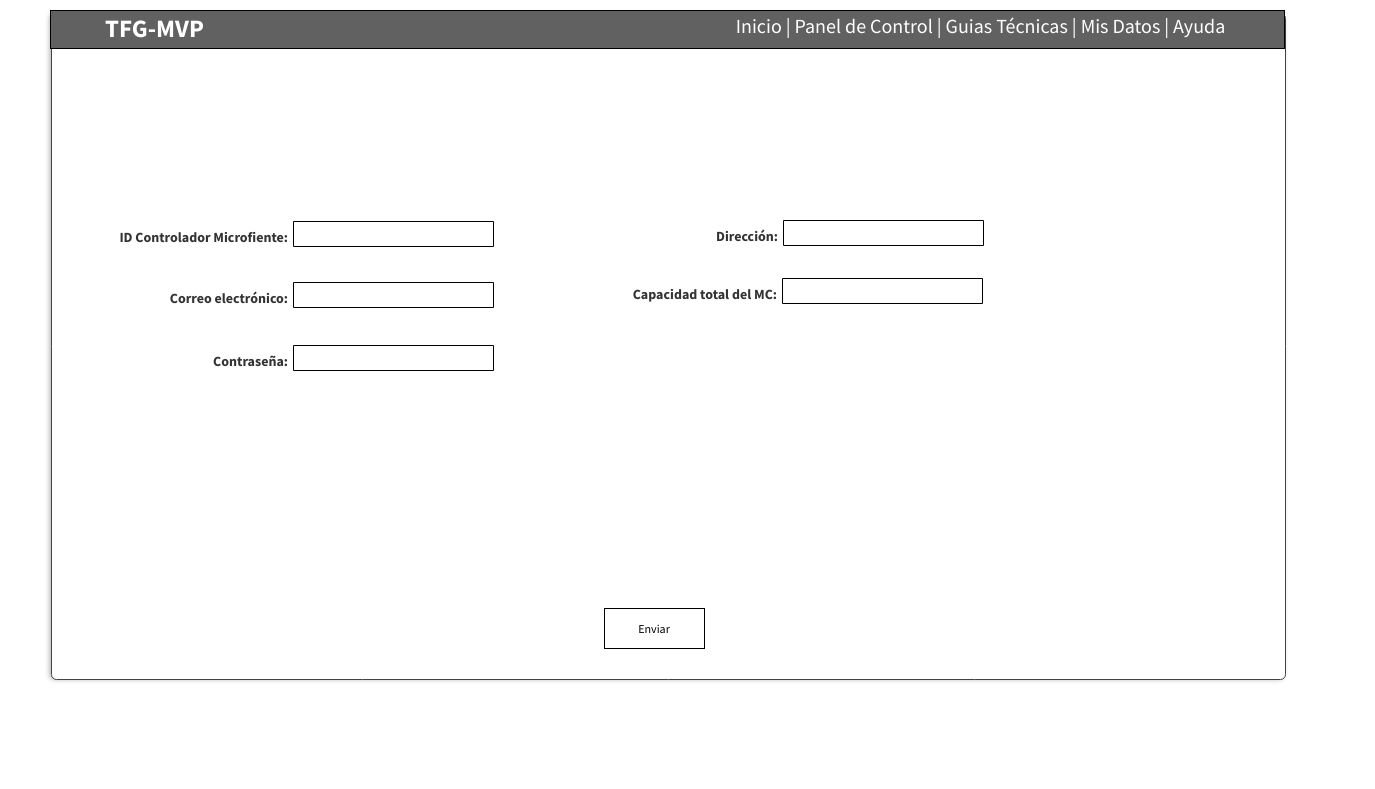 TFG-MVP
Inicio | Panel de Control | Guias Técnicas | Mis Datos | Ayuda
ID Controlador Microfiente:
Dirección:
Correo electrónico:
Capacidad total del MC:
Contraseña:
Enviar